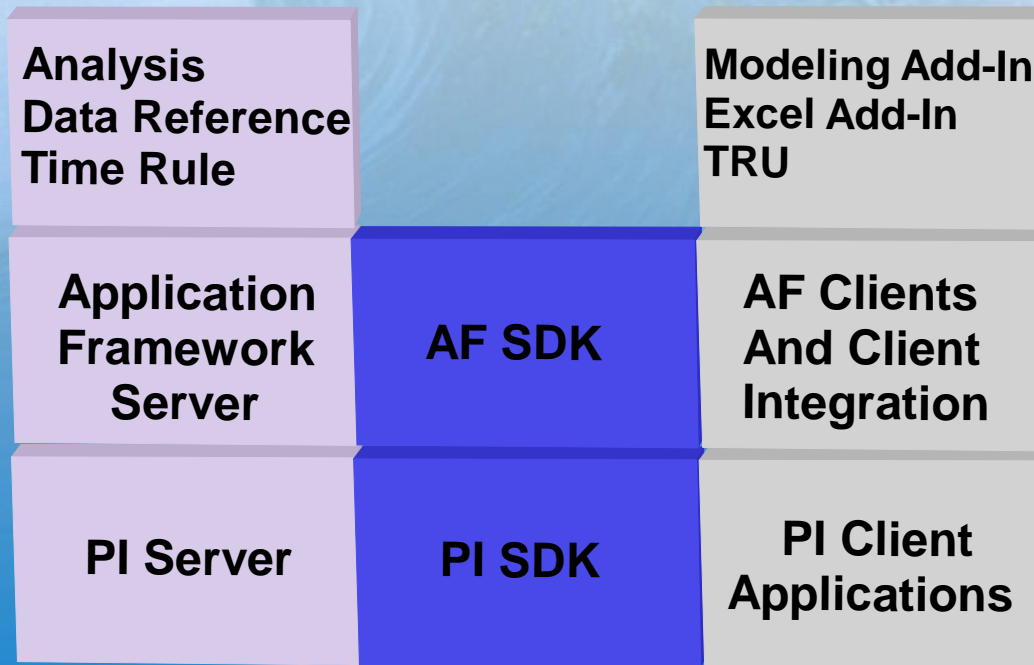 Analysis
Data Reference
Time Rule
Modeling Add-In
Excel Add-In
TRU
Application
Framework
Server
AF SDK
AF Clients
And Client
Integration
PI Server
PI SDK
PI Client
Applications